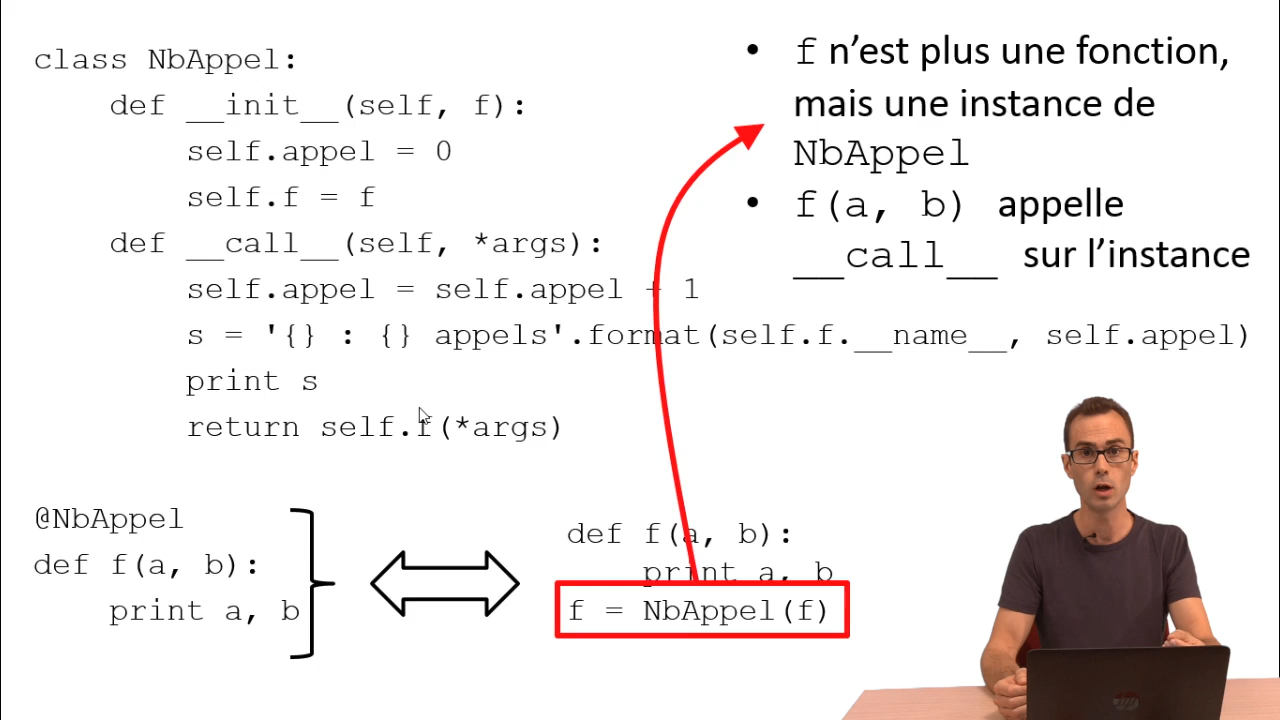 class NbAppel:
    def __init__(self, f):
        self.appel = 0
        self.f = f
    def __call__(self, *args):
        self.appel = self.appel + 1
        s = '{} : {} appels'.format(self.f.__name__, self.appel)
        print s
        return self.f(*args)
@NbAppel
def f(a, b):
    print a, b
def f(a, b):
    print a, b
f = NbAppel(f)
• f n’est plus une fonction,
mais une instance de
NbAppel
• f(a, b) appelle
__call__ sur l’instance
hp